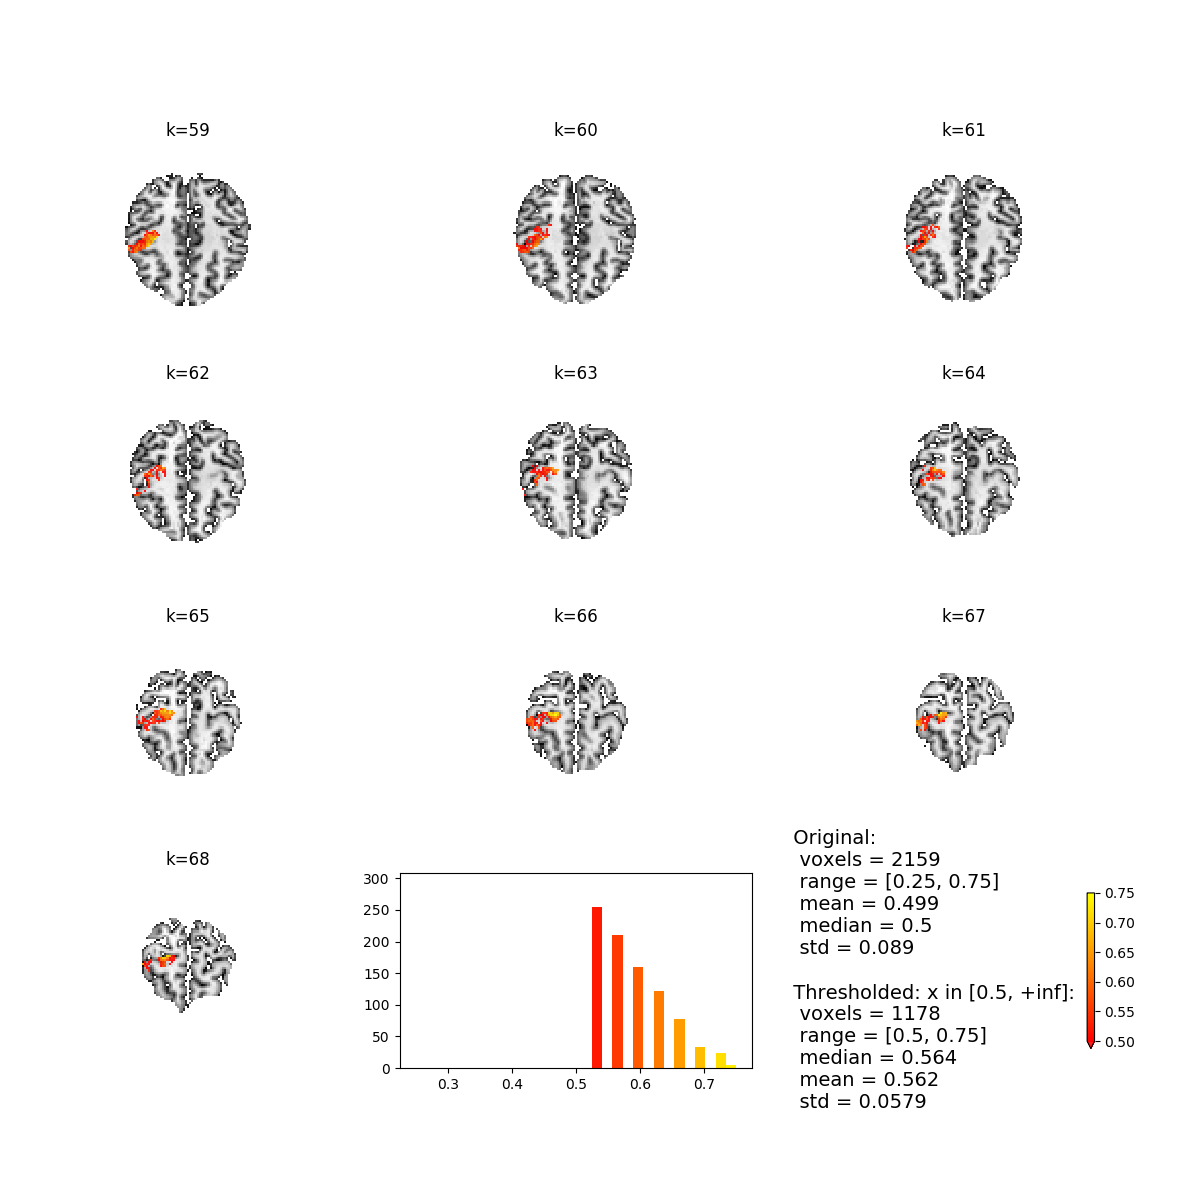 k=59
k=60
k=61
k=62
k=63
k=64
k=65
k=66
k=67
k=68
300
250
200
150
100
50
0
0.3 0.4 0.5 0.6 0.7
Original:
voxels = 2159
range = [0.25, 0.75]
mean = 0.499
median = 0.5
std = 0.089
Thresholded: x in [0.5, +inf]:
voxels = 1178
range = [0.5, 0.75]
median = 0.564
mean = 0.562
std = 0.0579
0.75
0.70
0.65
0.60
0.55
0.50